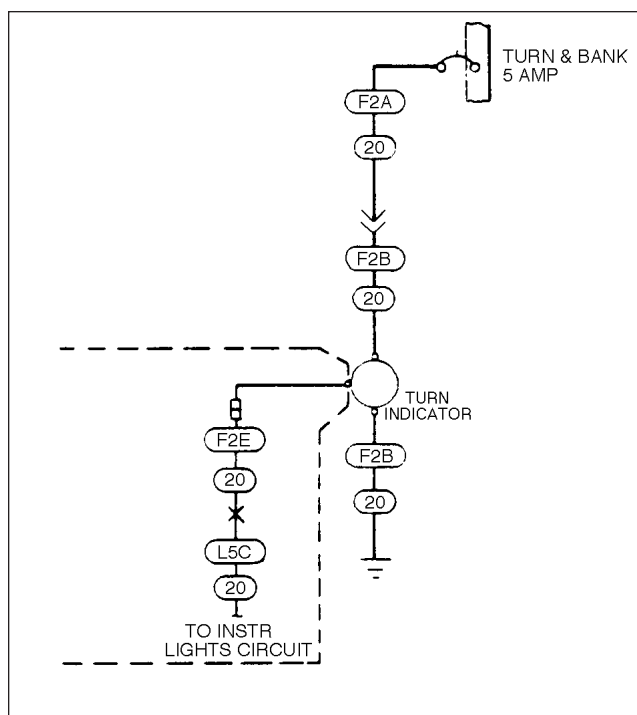 TURN & BANK
5 AMP
F2A
20
F2B
20
TURN
INDICATOR
F2E
20
L5C
20
TO INSTR
LIGHTS CIRCUIT
F2B
20